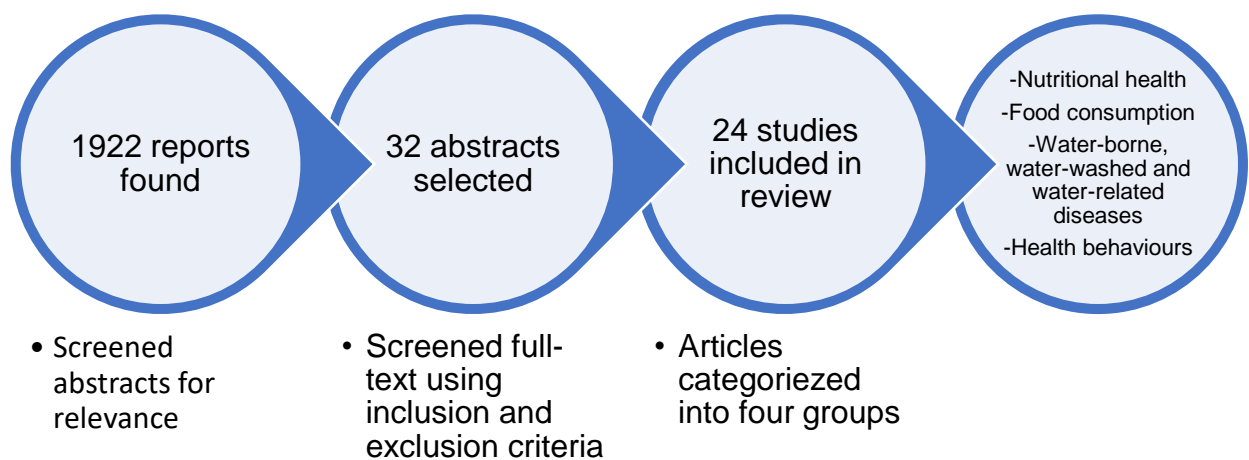 1922 reports
found
32 abstracts
selected
24 studies
included in
review
-Nutritional health
-Food consumption
-Water-borne,
water-washed and
water-related
diseases
-Health behaviours
• Screened
abstracts for
relevance
• Screened full-
text using
inclusion and
exclusion criteria
• Articles
categoriezed
into four groups